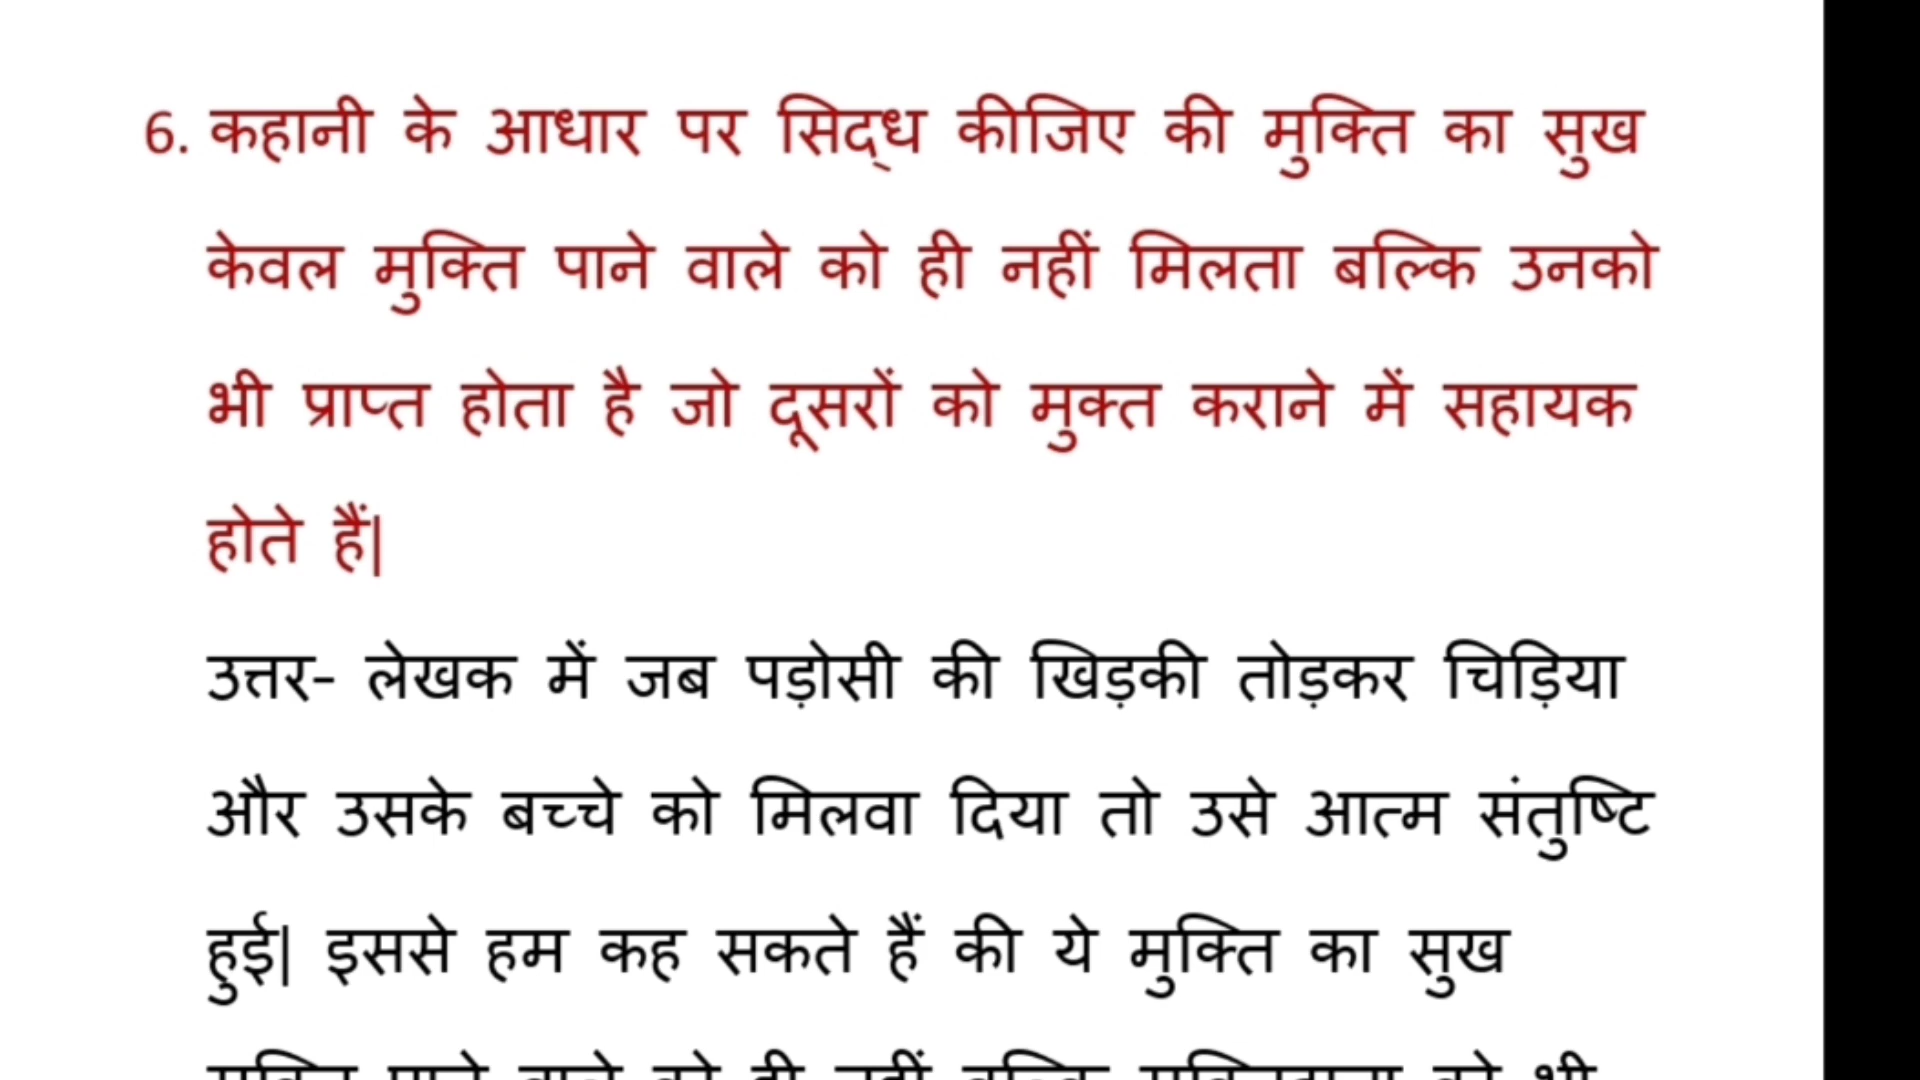 6. कहानी के आधार पर सिद्ध कीजिए की मुक्ति का सुख
केवल मुक्ति पाने वाले को ही नहीं मिलता बल्कि उनको
भी प्राप्त होता है जो दूसरों को मुक्त कराने में सहायक
होते हैं|
उत्तर- लेखक में जब पड़ोसी की खिड़की तोड़कर चिड़िया
और उसके बच्चे को मिलवा दिया तो उसे आत्म संतुष्टि
हुई| इससे हम कह सकते हैं की ये मुक्ति का सुख